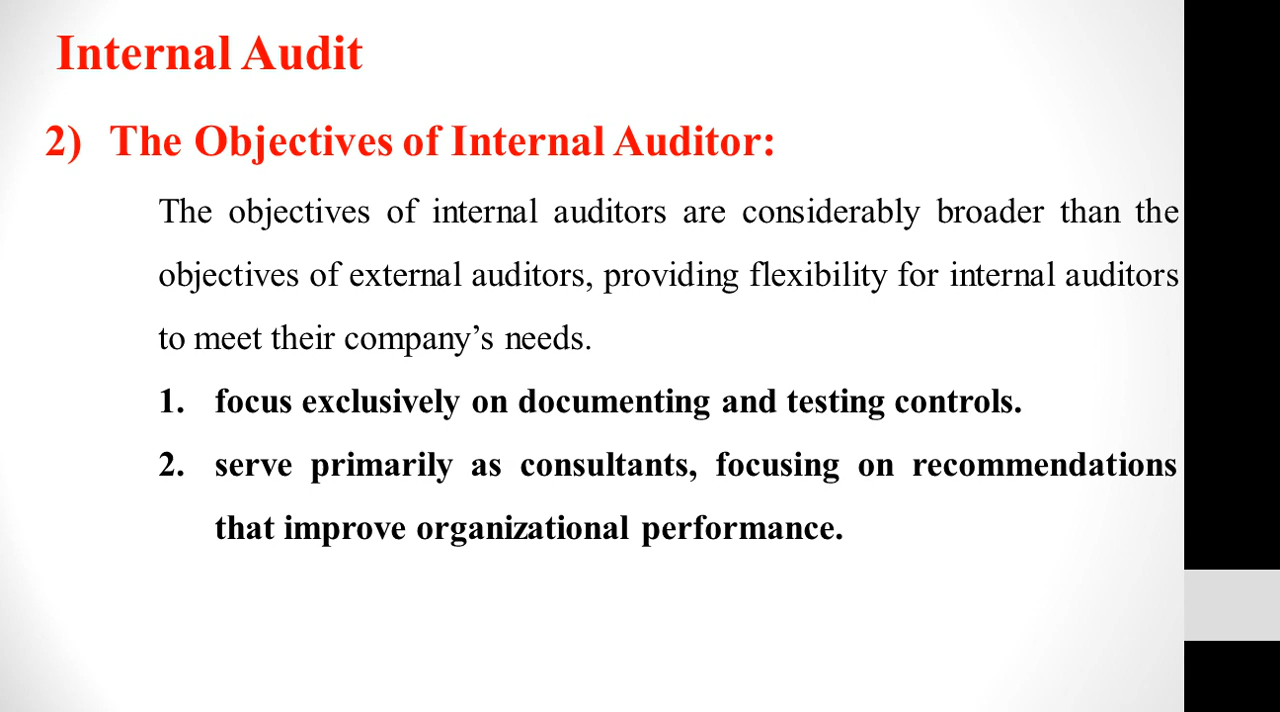 Internal Audit
2) The Objectives of Internal Auditor:
The objectives of internal auditors are considerably broader than the
objectives of external auditors, providing flexibility for internal auditors
to meet their company’s needs.
1. focus exclusively on documenting and testing controls.
2. serve primarily as consultants, focusing on recommendations
that improve organizational performance.